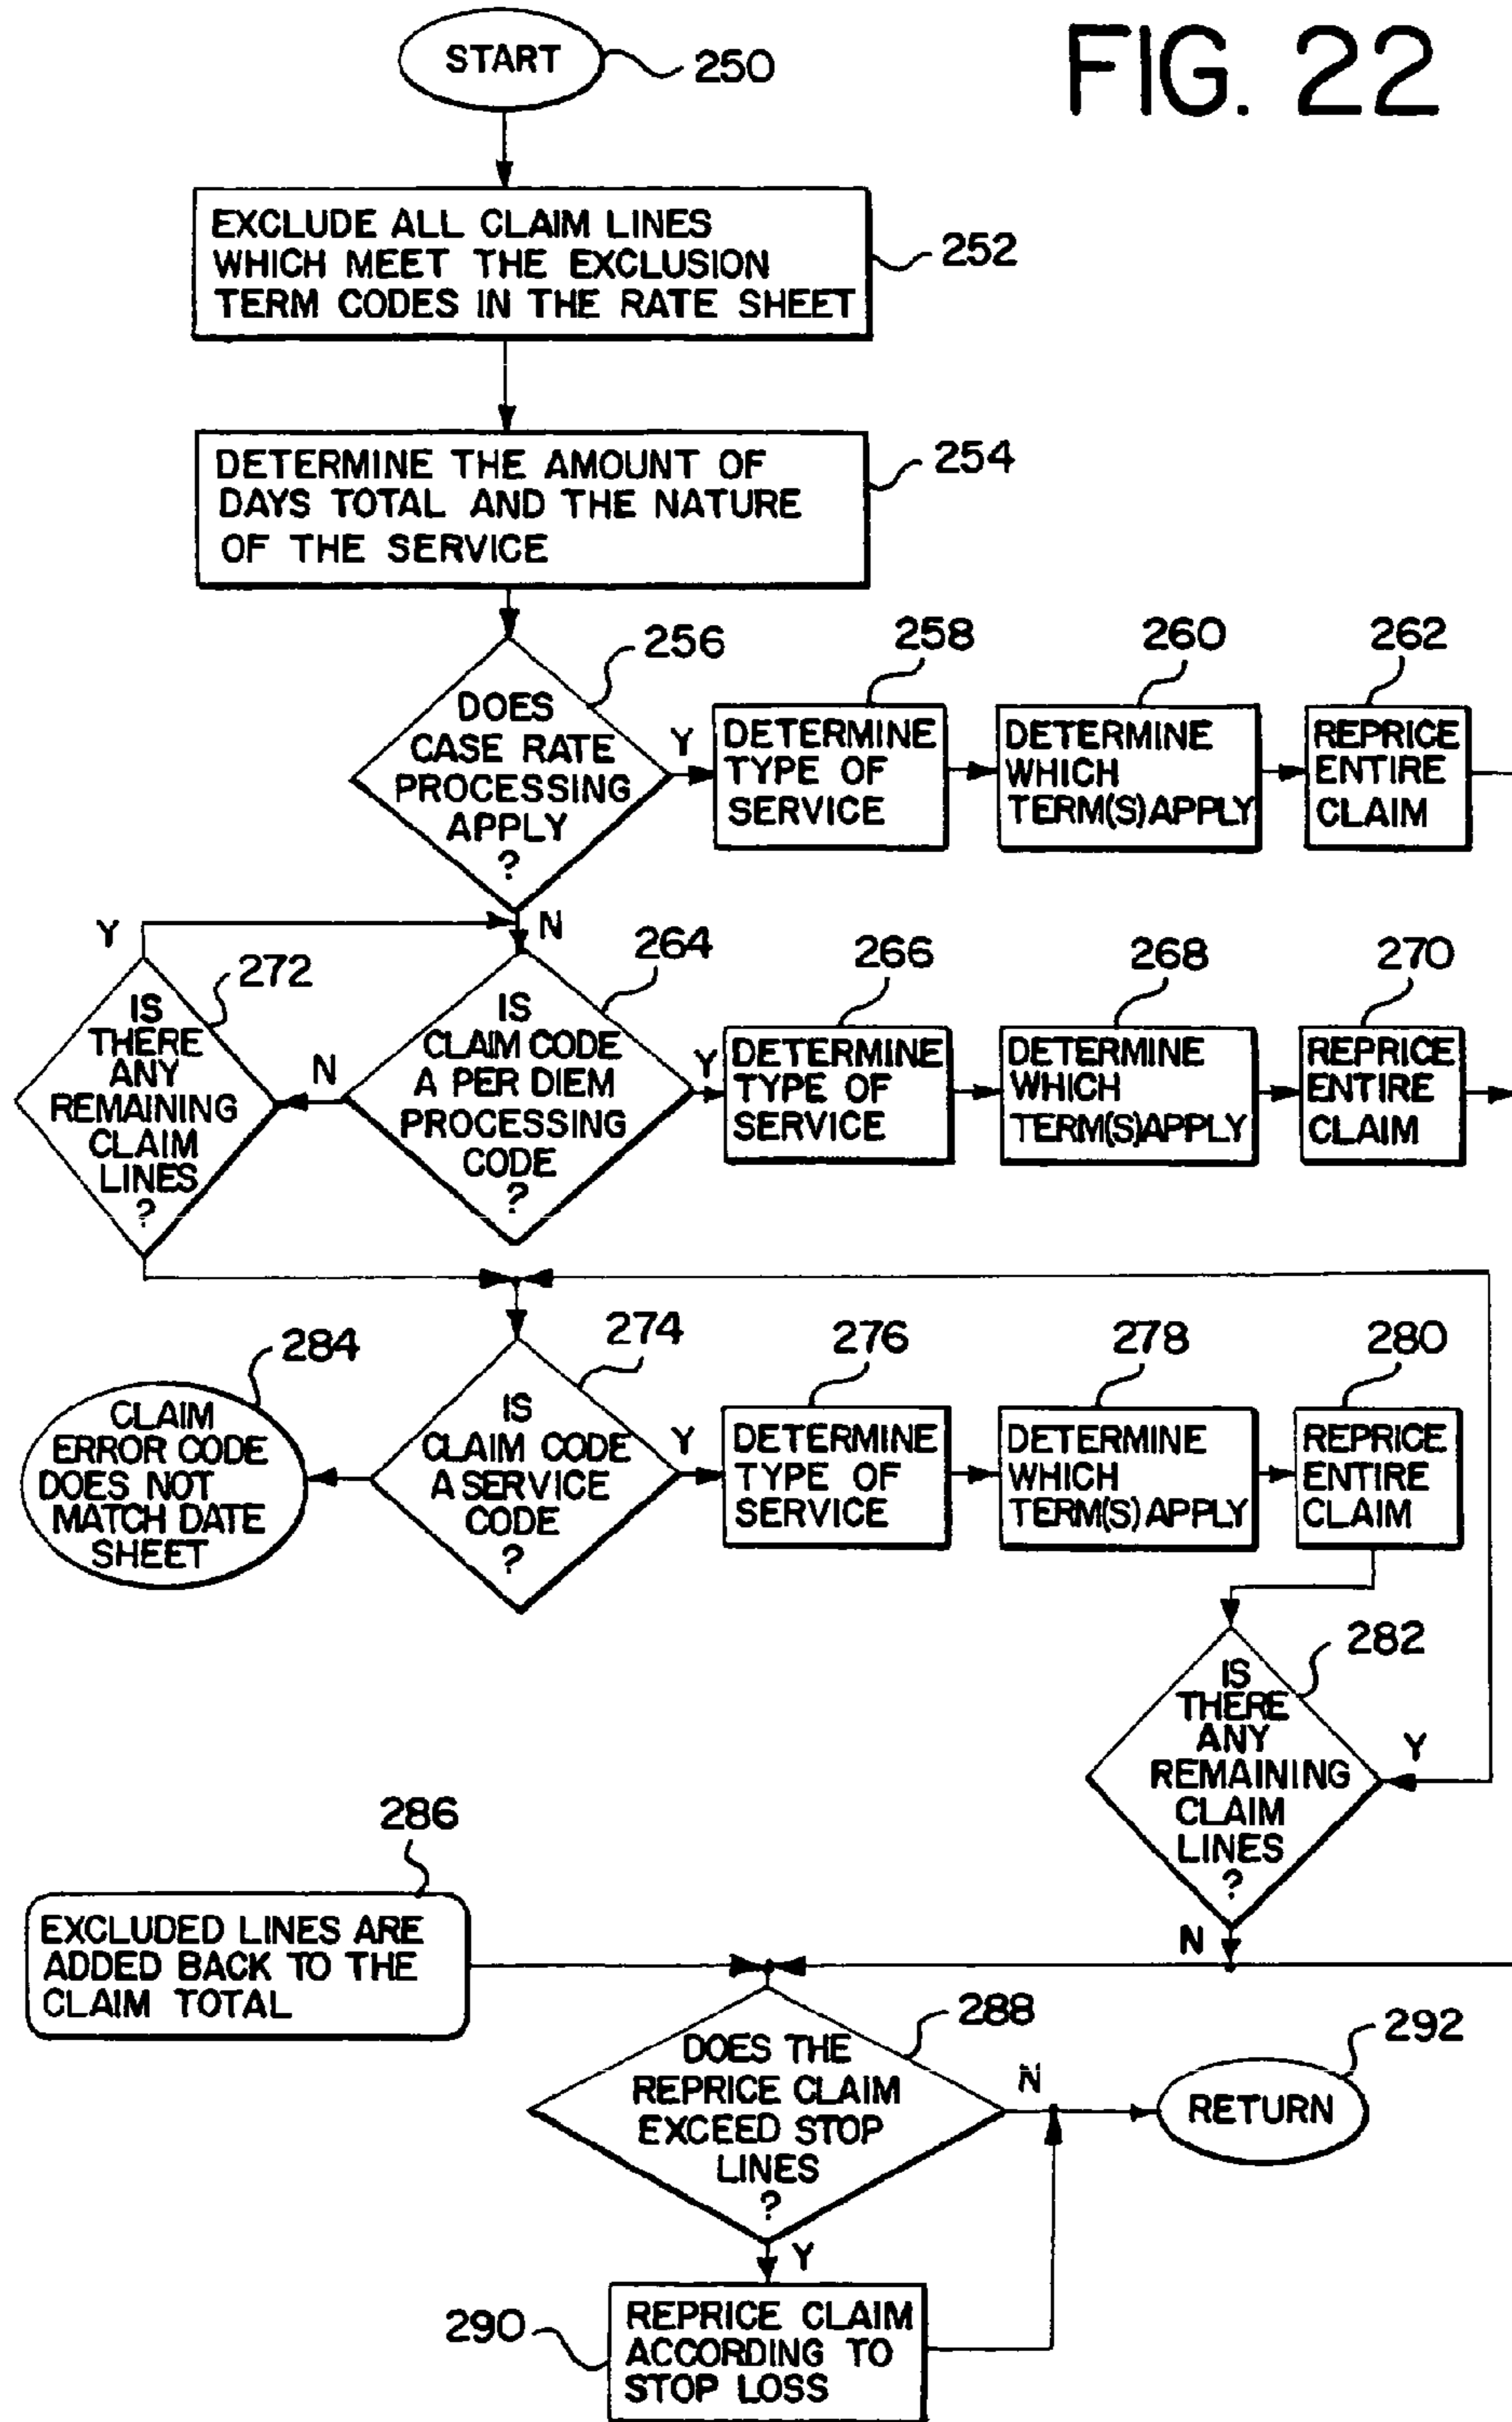 FIG. 22
START
250
EXCLUDE ALL CLAIM LINES
WHICH MEET THE EXCLUSION
TERM CODES IN THE RATE SHEET
252
DETERMINE THE AMOUNT OF
DAYS TOTAL AND THE NATURE
OF THE SERVICE
254
DOES
CASE RATE
PROCESSING
APPLY
?
256
Y
DETERMINE
TYPE OF
SERVICE
258
DETERMINE
WHICH
TERM(S) APPLY
260
REPRICE
ENTIRE
CLAIM
262
N
Y
IS
THERE
ANY
REMAINING
CLAIM
LINES
?
272
N
IS
CLAIM CODE
A PER DIEM
PROCESSING
CODE
?
264
Y
DETERMINE
TYPE OF
SERVICE
266
DETERMINE
WHICH
TERM(S) APPLY
268
REPRICE
ENTIRE
CLAIM
270
CLAIM
ERROR CODE
DOES NOT
MATCH DATE
SHEET
284
IS
CLAIM CODE
A SERVICE
CODE
?
274
Y
DETERMINE
TYPE OF
SERVICE
276
DETERMINE
WHICH
TERM(S) APPLY
278
REPRICE
ENTIRE
CLAIM
280
IS
THERE
ANY
REMAINING
CLAIM
LINES
?
282
Y
N
286
EXCLUDED LINES ARE
ADDED BACK TO THE
CLAIM TOTAL
DOES THE
REPRICE CLAIM
EXCEED STOP
LINES
?
288
N
RETURN
292
Y
290
REPRICE CLAIM
ACCORDING TO
STOP LOSS